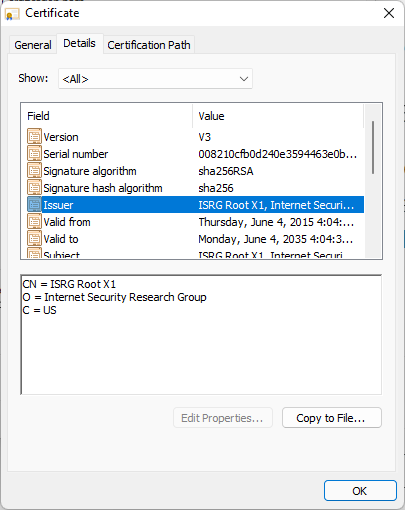 Certificate
General Details Certification Path
Show: <All>
Field Value
Version V3
Serial number 008210cfb0d240e3594463e0b...
Signature algorithm sha256RSA
Signature hash algorithm sha256
Issuer ISRG Root X1, Internet Securi...
Valid from Thursday, June 4, 2015 4:04:...
Valid to Monday, June 4, 2035 4:04:3...
Subject ISRG Root X1, Internet Securi...
CN = ISRG Root X1
O = Internet Security Research Group
C = US
Edit Properties... Copy to File...
OK